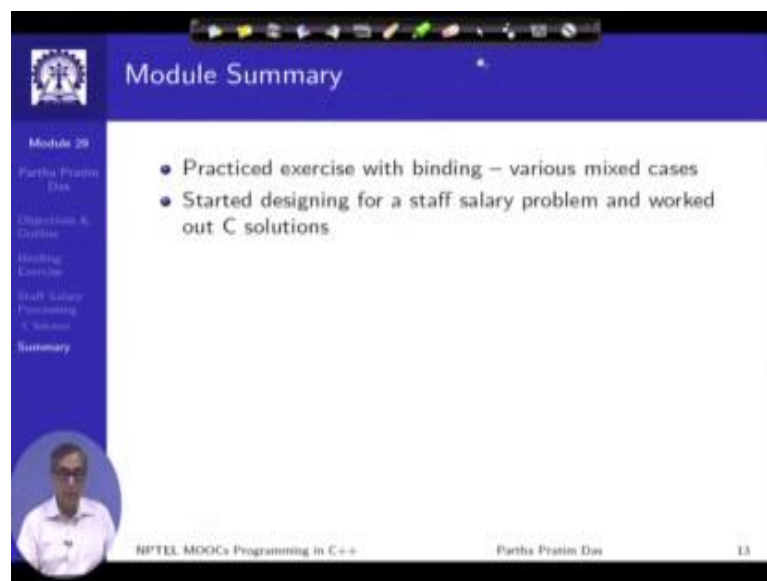 Module Summary
Module 29
Partha Pratim
Das
Objectives &
Outline
Binding
Exercise
Staff Salary
Processing
C Solution
Summary
Practiced exercise with binding – various mixed cases
Started designing for a staff salary problem and worked
out C solutions
NPTEL MOOCs Programming in C++
Partha Pratim Das
13